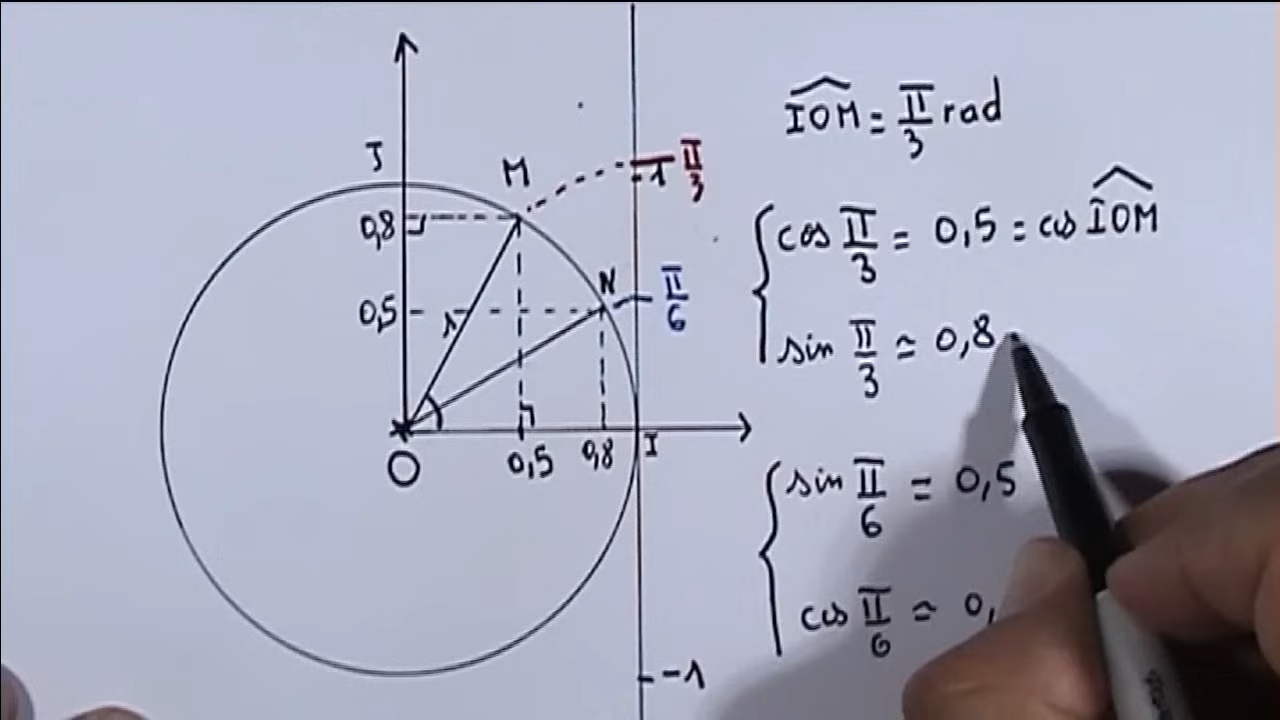 J
M
1
π/3
0,8
N
π/6
0,5
1
O
0,5
0,8
I
-1
IOM = π/3 rad
cos π/3 = 0,5 = cos IOM
sin π/3 ≃ 0,8
sin π/6 = 0,5
cos π/6 ≃ 0,